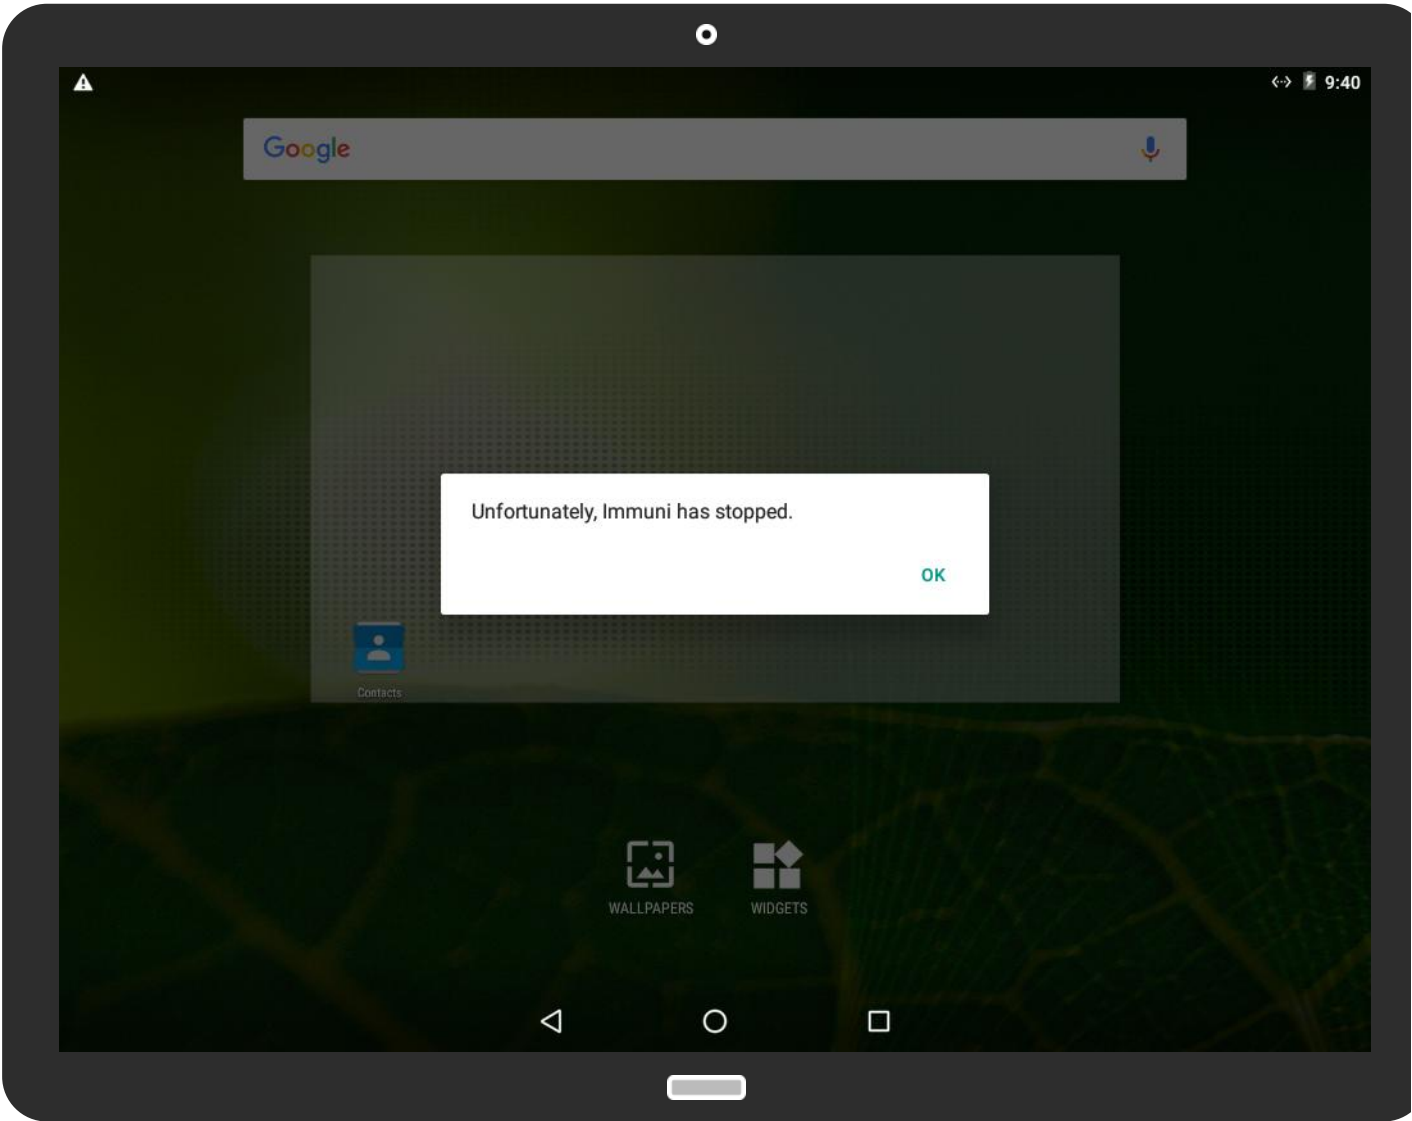 9:40
Google
Unfortunately, Immuni has stopped.
OK
Contacts
WALLPAPERS
WIDGETS